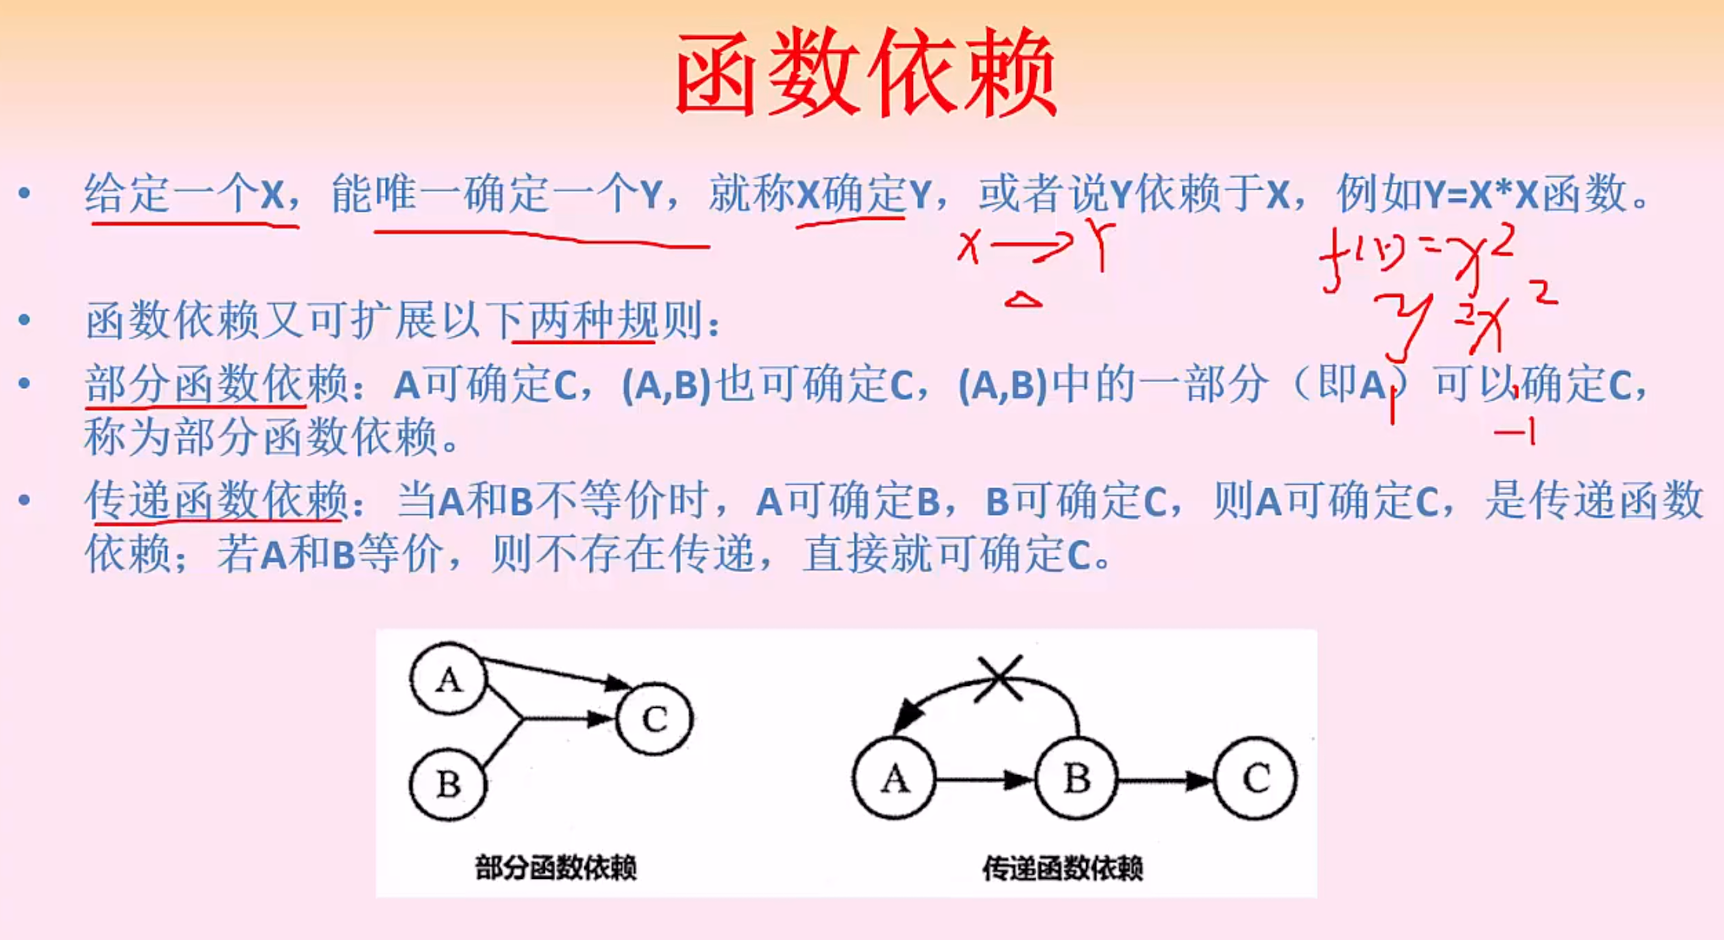 函数依赖
• 给定一个X，能唯一确定一个Y，就称X确定Y，或者说Y依赖于X，例如Y=X*X函数。
X→Y
f(x)=x2
• 函数依赖又可扩展以下两种规则：
y=x2
• 部分函数依赖：A可确定C，(A,B)也可确定C，(A,B)中的一部分（即A）可以确定C，
称为部分函数依赖。
1
-1
• 传递函数依赖：当A和B不等价时，A可确定B，B可确定C，则A可确定C，是传递函数
依赖；若A和B等价，则不存在传递，直接就可确定C。
A
C
B
部分函数依赖
A
B
C
传递函数依赖